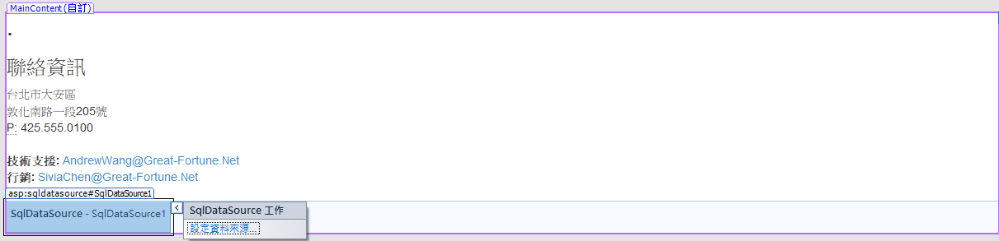 MainContent (自訂)
.
聯絡資訊
台北市大安區
敦化南路一段205號
P: 425.555.0100
技術支援: AndrewWang@Great-Fortune.Net
行銷: SiviaChen@Great-Fortune.Net
asp:sqldatasource#SqlDataSource1
SqlDataSource - SqlDataSource1
<
SqlDataSource 工作
設定資料來源...